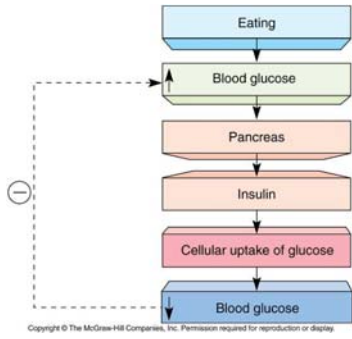 Eating
Blood glucose
Pancreas
Insulin
Cellular uptake of glucose
Blood glucose
Copyright © The McGraw-Hill Companies, Inc. Permission required for reproduction or display.